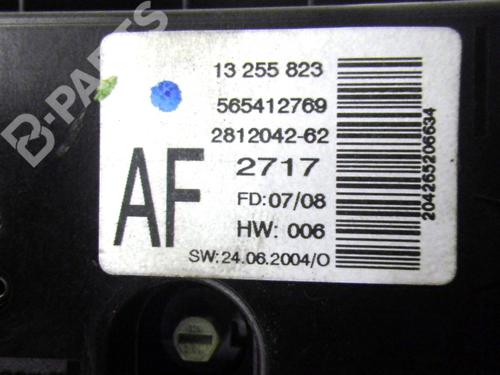 B-PARTS
13 255 823
565412769
2812042-62
2717
AF
FD: 07/08
HW: 006
SW: 24.06.2004/0
204265206634